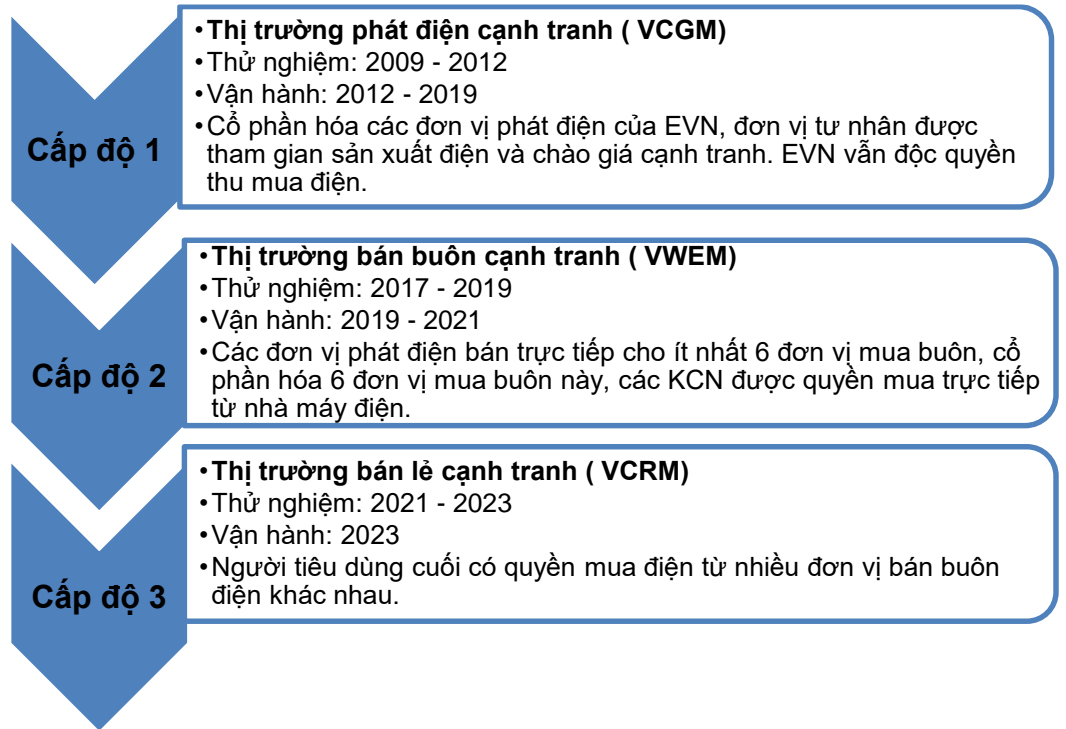 Cấp độ 1
•Thị trường phát điện cạnh tranh ( VCGM)
•Thử nghiệm: 2009 - 2012
•Vận hành: 2012 - 2019
•Cổ phần hóa các đơn vị phát điện của EVN, đơn vị tư nhân được
tham gian sản xuất điện và chào giá cạnh tranh. EVN vẫn độc quyền
thu mua điện.
Cấp độ 2
•Thị trường bán buôn cạnh tranh ( VWEM)
•Thử nghiệm: 2017 - 2019
•Vận hành: 2019 - 2021
•Các đơn vị phát điện bán trực tiếp cho ít nhất 6 đơn vị mua buôn, cổ
phần hóa 6 đơn vị mua buôn này, các KCN được quyền mua trực tiếp
từ nhà máy điện.
Cấp độ 3
•Thị trường bán lẻ cạnh tranh ( VCRM)
•Thử nghiệm: 2021 - 2023
•Vận hành: 2023
•Người tiêu dùng cuối có quyền mua điện từ nhiều đơn vị bán buôn
điện khác nhau.